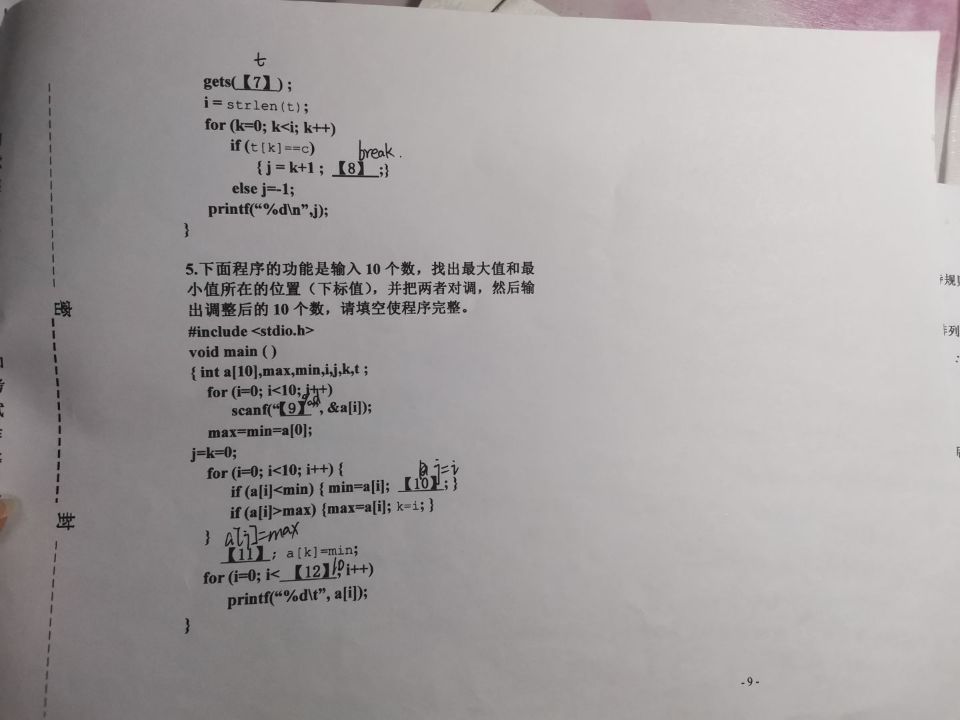 t
gets(【7】);
i = strlen(t);
for (k=0; k<i; k++)
if (t[k]==c) break.
{j = k+1 ; 【8】 ;}
else j=-1;
printf(“%d\n”,j);
}
5.下面程序的功能是输入 10 个数，找出最大值和最
小值所在的位置（下标值），并把两者对调，然后输
出调整后的 10 个数，请填空使程序完整。
#include <stdio.h>
void main ( )
{ int a[10],max,min,i,j,k,t ;
for (i=0; i<10; i++)
scanf(“【9】”, &a[i]);
max=min=a[0];
j=k=0;
for (i=0; i<10; i++) { j=i
if (a[i]<min) { min=a[i]; 【10】; }
if (a[i]>max) {max=a[i]; k=i; }
} a[j]=max
【11】; a[k]=min;
for (i=0; i< 【12】; i++) 10
printf(“%d\t”, a[i]);
}
密
封
- 9 -
规则
列